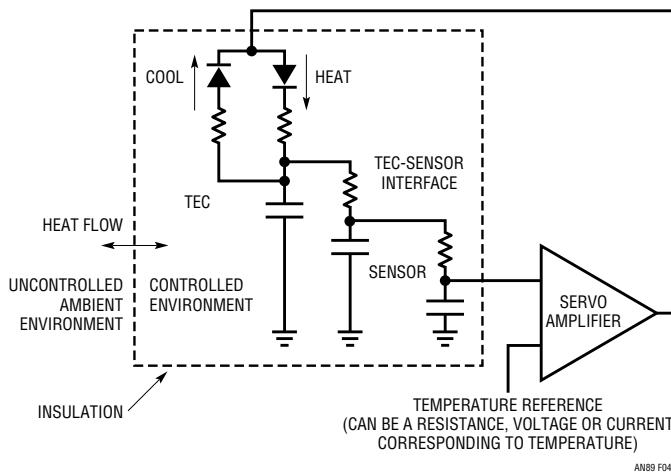 COOL
HEAT
TEC-SENSOR
INTERFACE
TEC
HEAT FLOW
SENSOR
UNCONTROLLED
AMBIENT
ENVIRONMENT
CONTROLLED
ENVIRONMENT
SERVO
AMPLIFIER
INSULATION
TEMPERATURE REFERENCE
(CAN BE A RESISTANCE, VOLTAGE OR CURRENT
CORRESPONDING TO TEMPERATURE)
AN89 F04